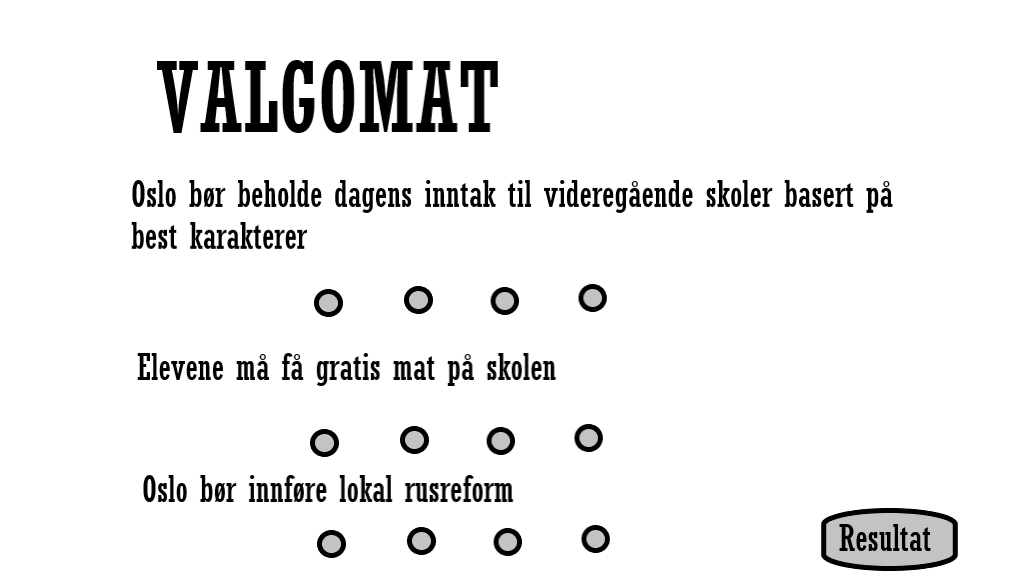 VALGOMAT
Oslo bør beholde dagens inntak til videregående skoler basert på
best karakterer
Elevene må få gratis mat på skolen
Oslo bør innføre lokal rusreform
Resultat